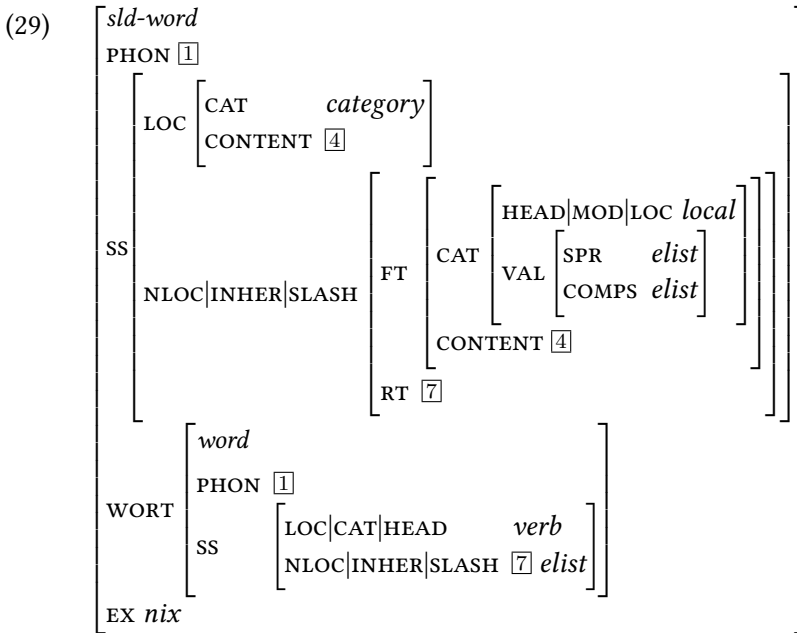 (29)
sld-word
PHON 1
SS
LOC
CAT category
CONTENT 4
NLOC|INHER|SLASH
FT
CAT
HEAD|MOD|LOC local
VAL
SPR elist
COMPS elist
CONTENT 4
RT 7
WORT
word
PHON 1
SS
LOC|CAT|HEAD verb
NLOC|INHER|SLASH 7 elist
EX nix